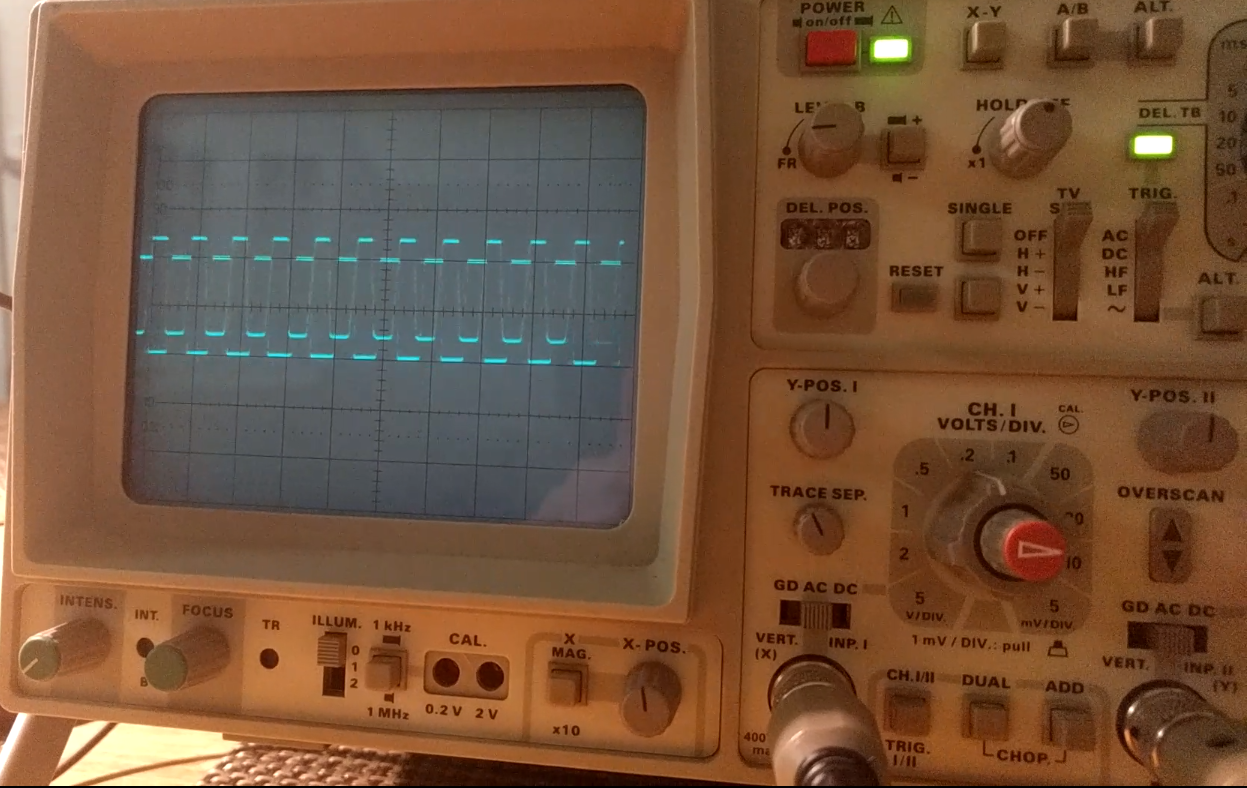 POWER
on/off
X-Y
A/B
ALT.
5
10
20
50
.1
DEL. TB
FR
+
−
x1
DEL. POS.
SINGLE
RESET
TV
OFF
H +
H −
V +
V −
TRIG.
AC
DC
HF
LF
~
ALT.
Y-POS. I
CH. I
VOLTS/DIV.
CAL.
Y-POS. II
.5
.2
.1
50
1
2
10
5
V/DIV.
5
mV/DIV.
TRACE SEP.
OVERSCAN
GD AC DC
1 mV / DIV.: pull
GD AC DC
VERT.
(X)
INP. I
VERT.
INP. II
(Y)
CH.I/II
DUAL
ADD
TRIG.
I/II
CHOP.
INTENS.
INT.
FOCUS
TR
ILLUM.
0
1
2
1 kHz
1 MHz
CAL.
0.2 V
2 V
X
MAG.
x10
X-POS.